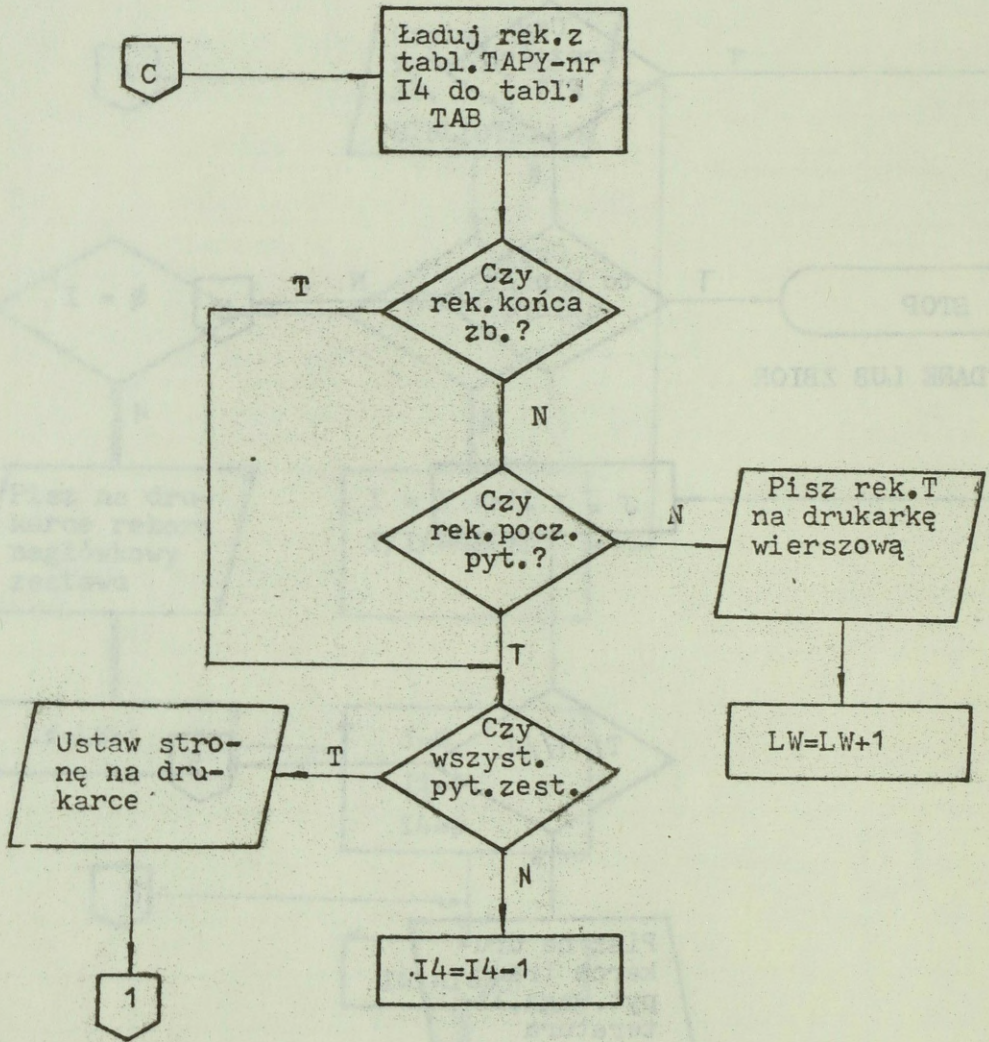 C
Ładuj rek.z
tabl.TAPY-nr
I4 do tabl.
TAB
T
Czy
rek.końca
zb.?
N
Czy
rek.pocz.
pyt.?
N
Pisz rek.T
na drukarkę
wierszową
T
LW=LW+1
Ustaw stro-
nę na dru-
karce
T
Czy
wszyst.
pyt.zest.
N
1
.I4=I4-1